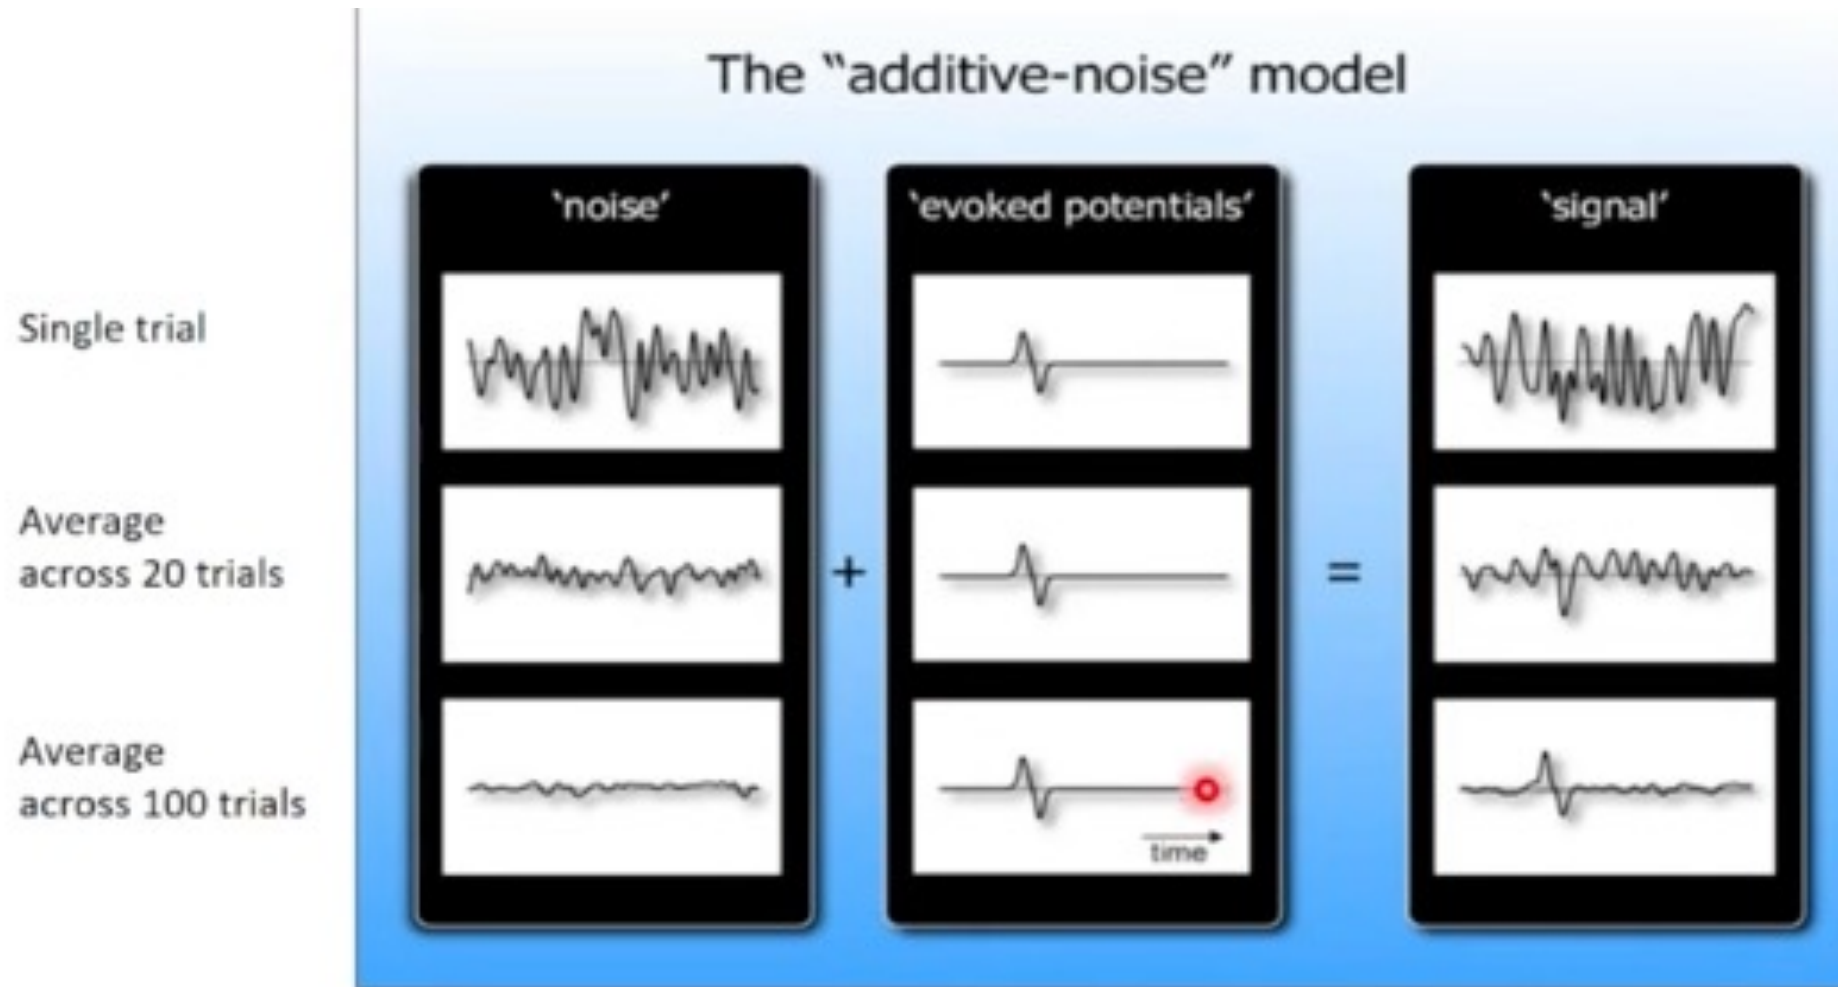 The “additive-noise” model
‘noise’
‘evoked potentials’
‘signal’
Single trial
Average
across 20 trials
+
=
Average
across 100 trials
time